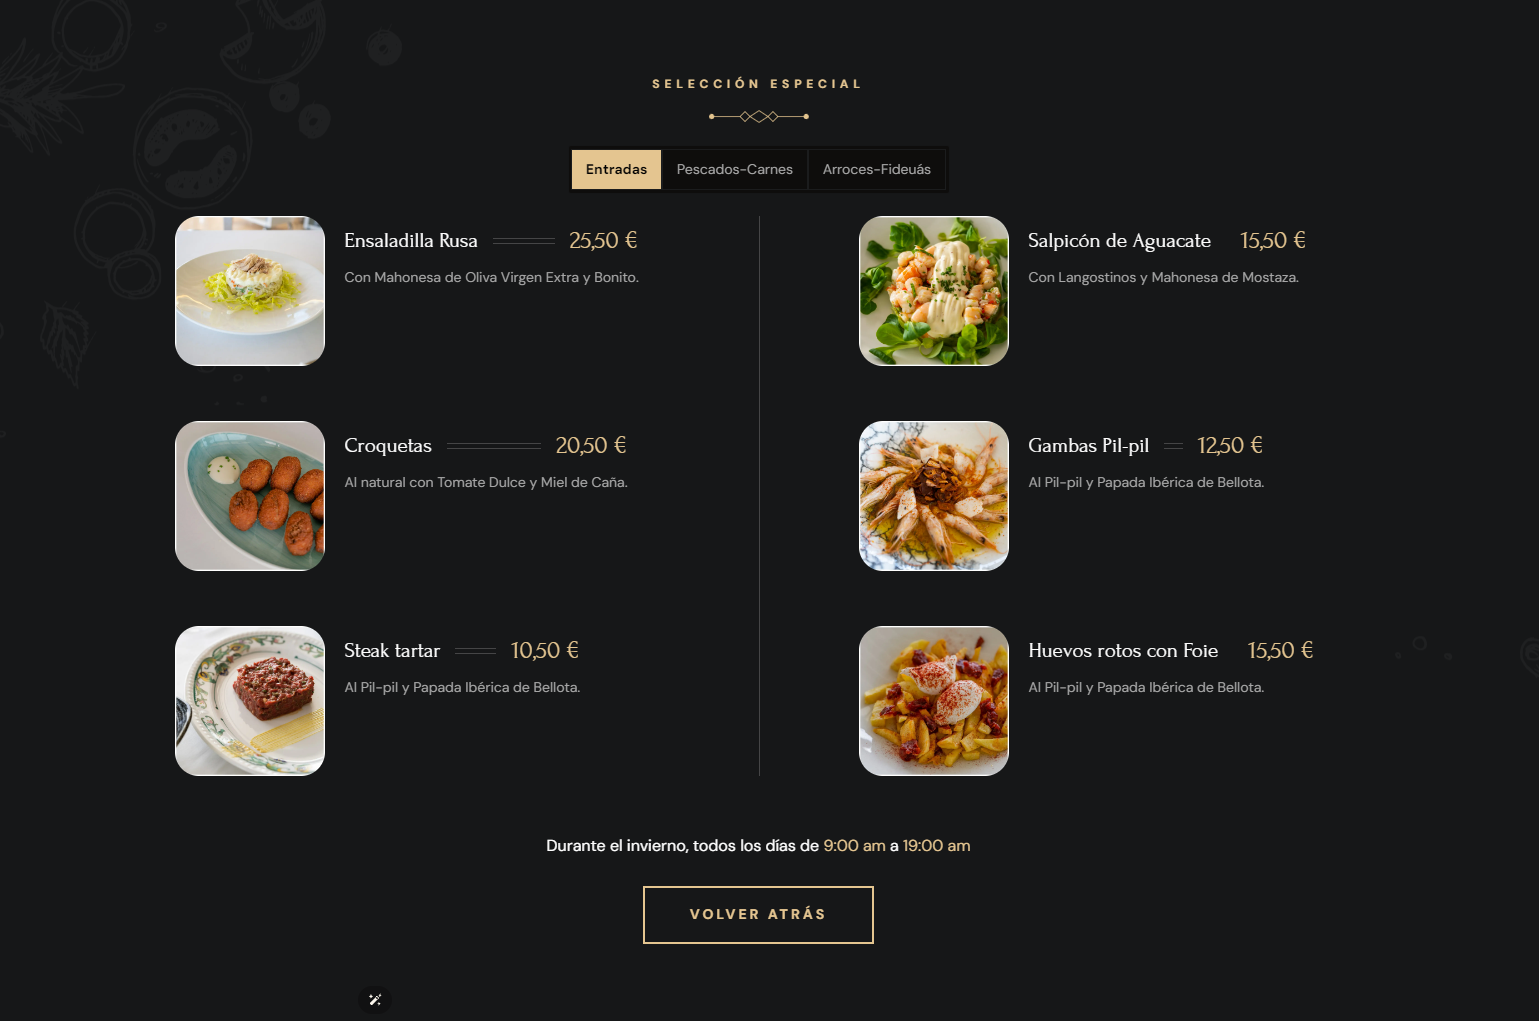 SELECCIÓN ESPECIAL
Entradas Pescados-Carnes Arroces-Fideuás
Ensaladilla Rusa 25,50 €
Con Mahonesa de Oliva Virgen Extra y Bonito.
Salpicón de Aguacate 15,50 €
Con Langostinos y Mahonesa de Mostaza.
Croquetas 20,50 €
Al natural con Tomate Dulce y Miel de Caña.
Gambas Pil-pil 12,50 €
Al Pil-pil y Papada Ibérica de Bellota.
Steak tartar 10,50 €
Al Pil-pil y Papada Ibérica de Bellota.
Huevos rotos con Foie 15,50 €
Al Pil-pil y Papada Ibérica de Bellota.
Durante el invierno, todos los días de 9:00 am a 19:00 am
VOLVER ATRÁS